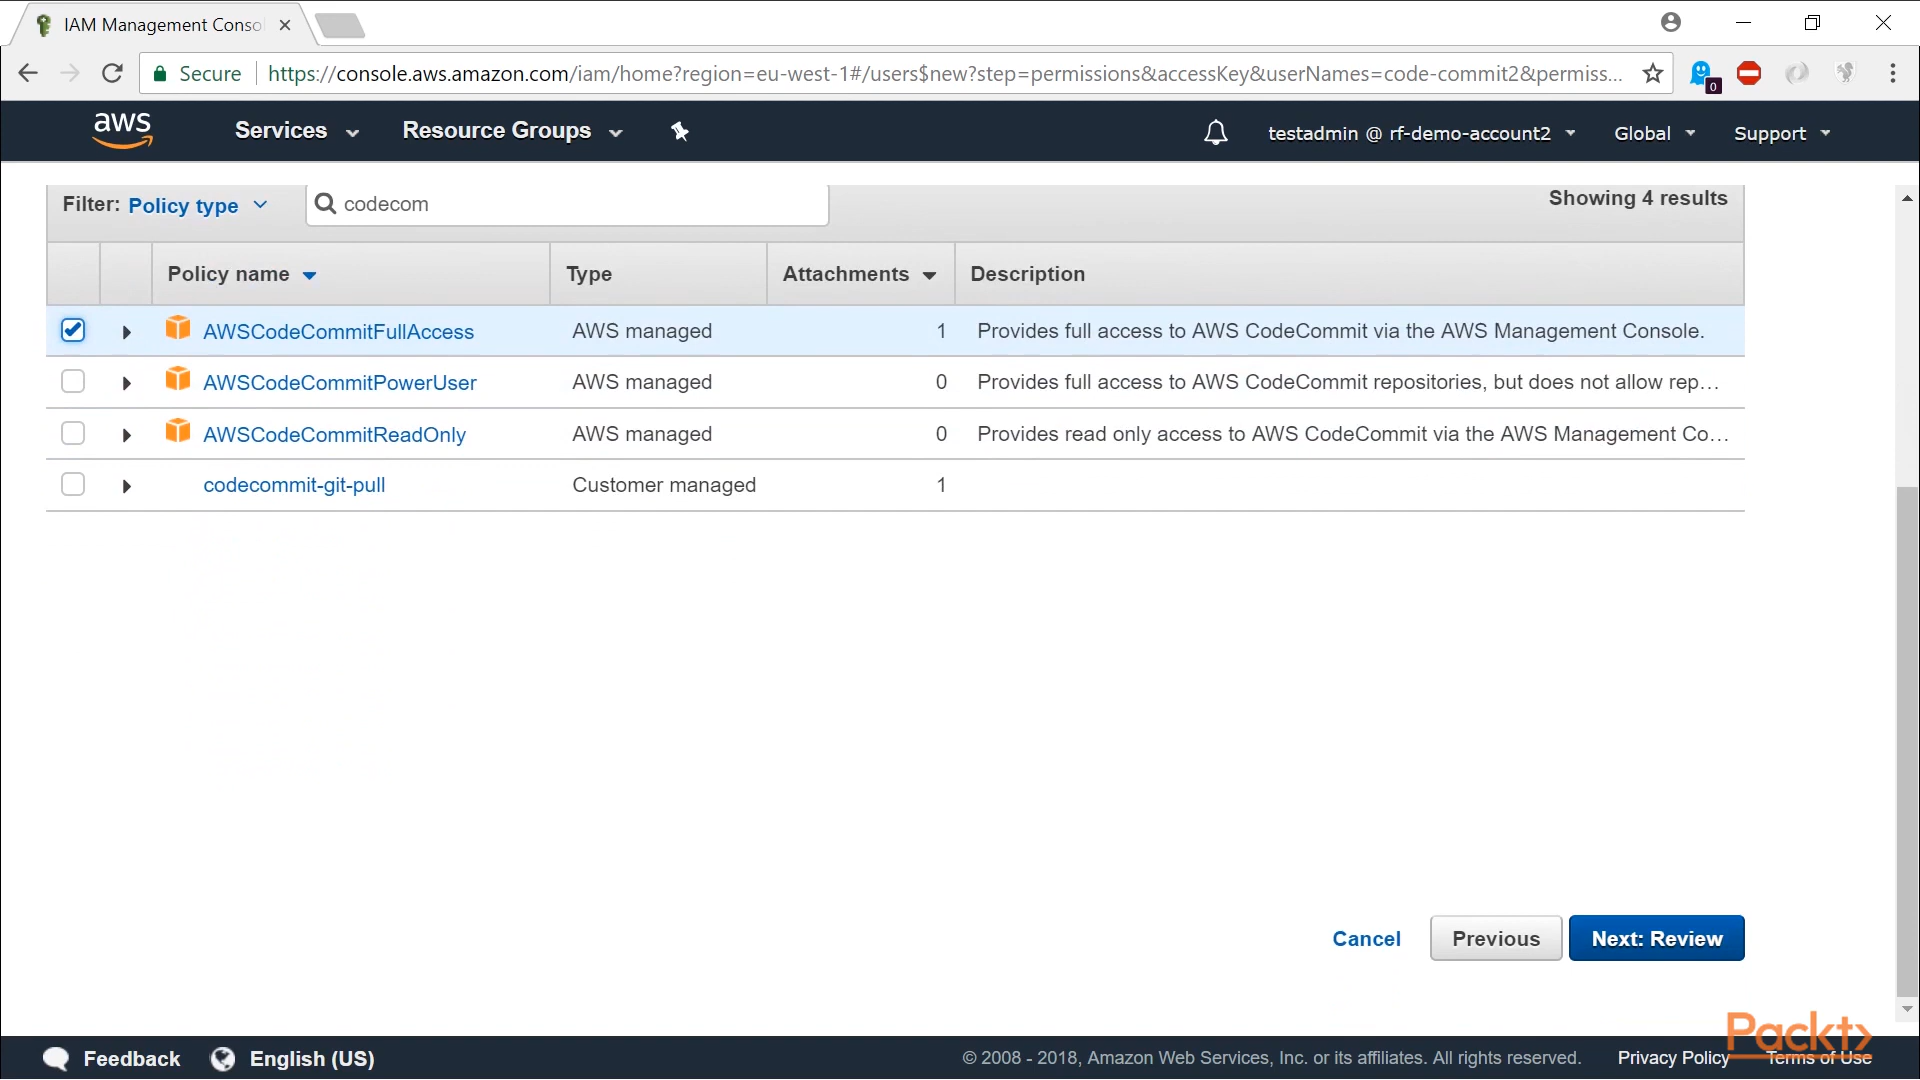 IAM Management Conso
Secure https://console.aws.amazon.com/iam/home?region=eu-west-1#/users$new?step=permissions&accessKey&userNames=code-commit2&permiss...
0
aws Services Resource Groups testadmin @ rf-demo-account2 Global Support
Filter: Policy type codecom Showing 4 results
Policy name Type Attachments Description
AWSCodeCommitFullAccess AWS managed 1 Provides full access to AWS CodeCommit via the AWS Management Console.
AWSCodeCommitPowerUser AWS managed 0 Provides full access to AWS CodeCommit repositories, but does not allow rep...
AWSCodeCommitReadOnly AWS managed 0 Provides read only access to AWS CodeCommit via the AWS Management Co...
codecommit-git-pull Customer managed 1
Cancel Previous Next: Review
Packt>
Feedback English (US) © 2008 - 2018, Amazon Web Services, Inc. or its affiliates. All rights reserved. Privacy Policy Terms of Use